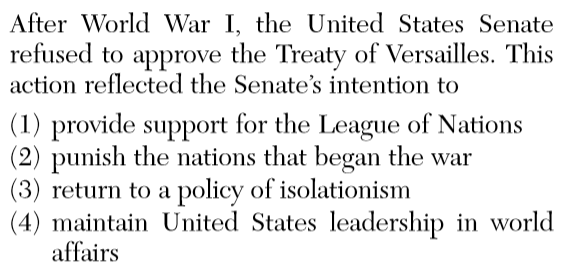 After World War I, the United States Senate
refused to approve the Treaty of Versailles. This
action reflected the Senate’s intention to
(1) provide support for the League of Nations
(2) punish the nations that began the war
(3) return to a policy of isolationism
(4) maintain United States leadership in world
affairs